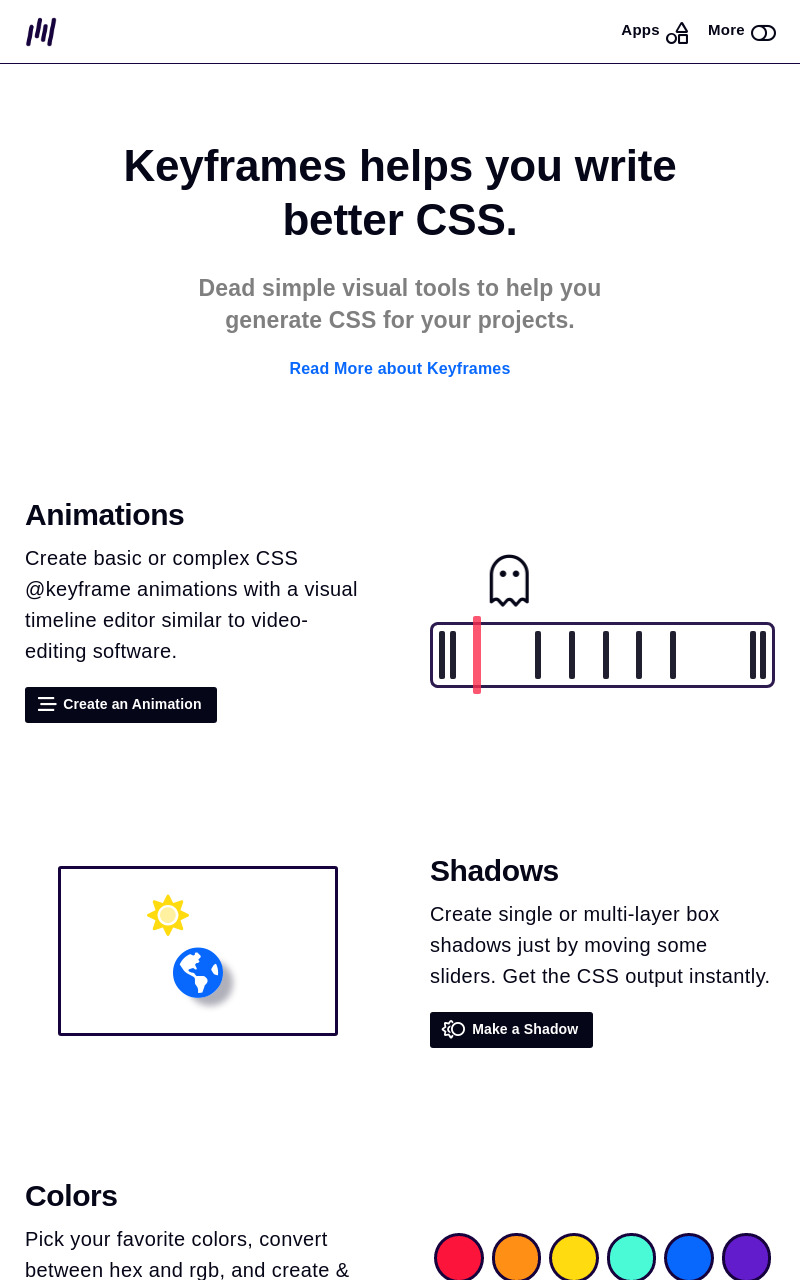 Apps
More
Keyframes helps you write
better CSS.
Dead simple visual tools to help you
generate CSS for your projects.
Read More about Keyframes
Animations
Create basic or complex CSS
@keyframe animations with a visual
timeline editor similar to video-
editing software.
Create an Animation
Shadows
Create single or multi-layer box
shadows just by moving some
sliders. Get the CSS output instantly.
Make a Shadow
Colors
Pick your favorite colors, convert
between hex and rgb, and create &